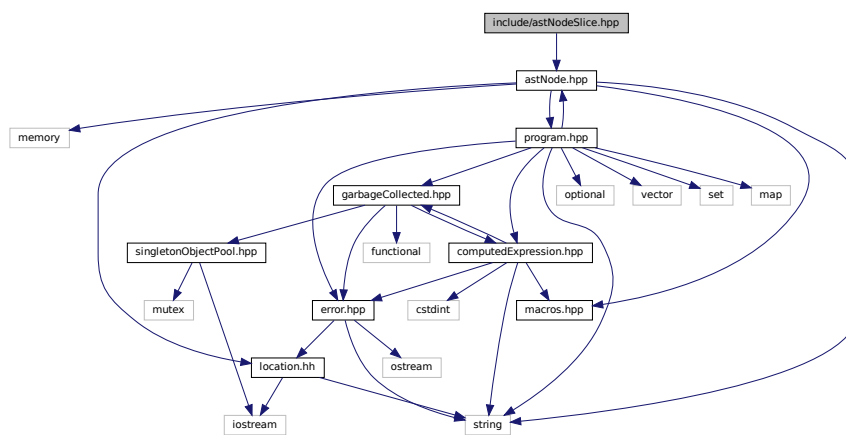 include/astNodeSlice.hpp
astNode.hpp
memory
program.hpp
garbageCollected.hpp
optional
vector
set
map
singletonObjectPool.hpp
functional
computedExpression.hpp
mutex
error.hpp
cstdint
macros.hpp
location.hh
ostream
iostream
string